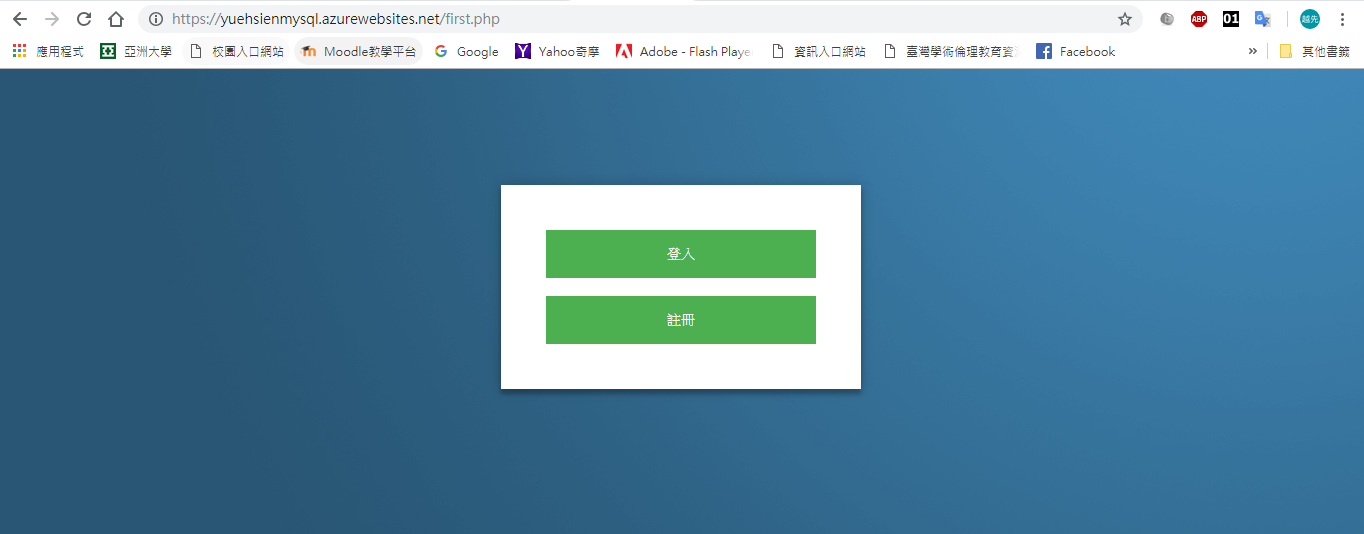 https://yuehsienmysql.azurewebsites.net/first.php
ABP
01
越先
應用程式
亞洲大學
校園入口網站
Moodle教學平台
Google
Yahoo奇摩
Adobe - Flash Player
資訊入口網站
臺灣學術倫理教育資
Facebook
其他書籤
登入
註冊